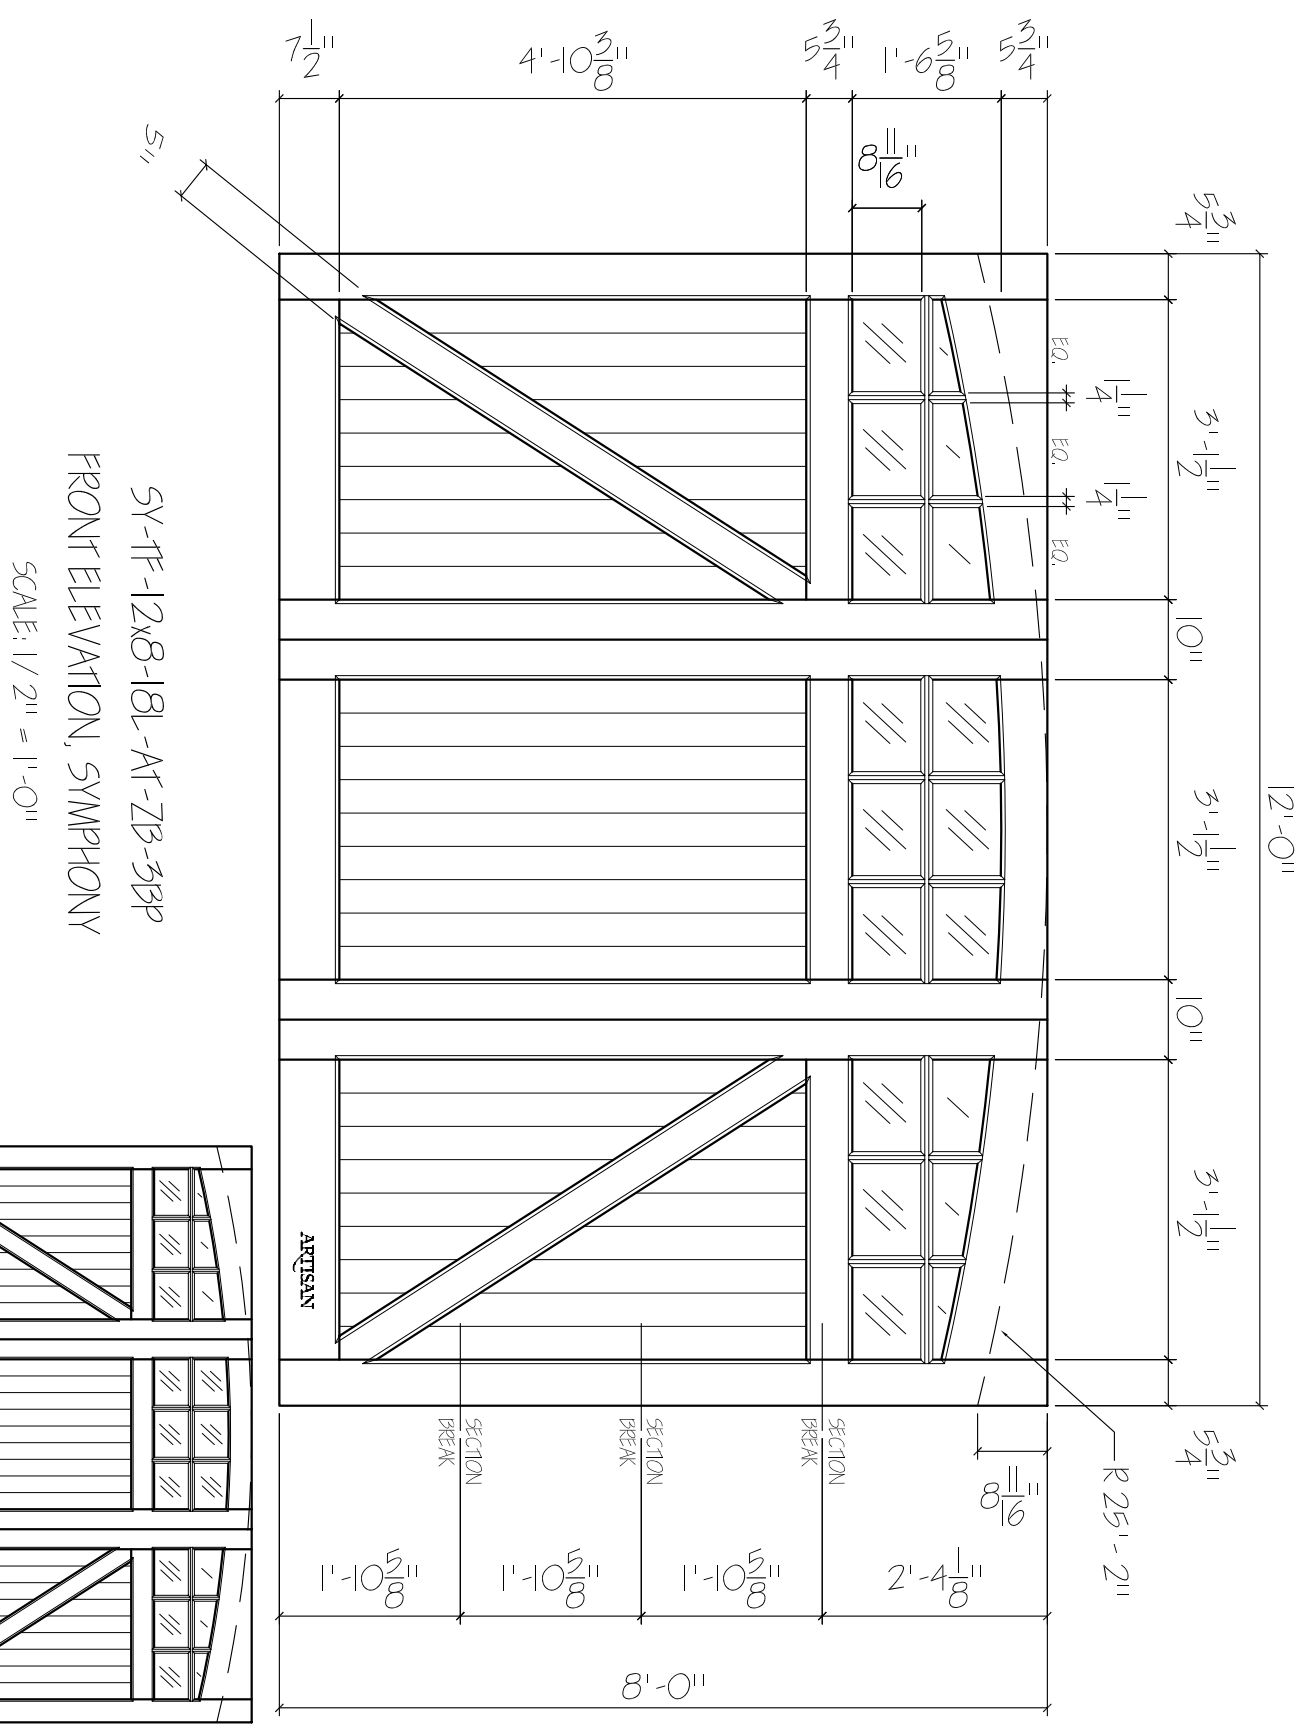 12'-0"
5 3/4"
3'-1 1/2"
10"
3'-1 1/2"
10"
3'-1 1/2"
5 3/4"
EQ.
1 1/4"
EQ.
1 1/4"
EQ.
R 25'-2"
5 3/4"
1'-6 5/8"
8 11/16"
5 3/4"
4'-10 3/8"
7 1/2"
5"
8 11/16"
2'-4 1/8"
SECTION
BREAK
1'-10 5/8"
SECTION
BREAK
1'-10 5/8"
SECTION
BREAK
1'-10 5/8"
8'-0"
ARTISAN
SY-TF-12x8-18L-AT-ZB-3BP
FRONT ELEVATION, SYMPHONY
SCALE: 1/2" = 1'-0"